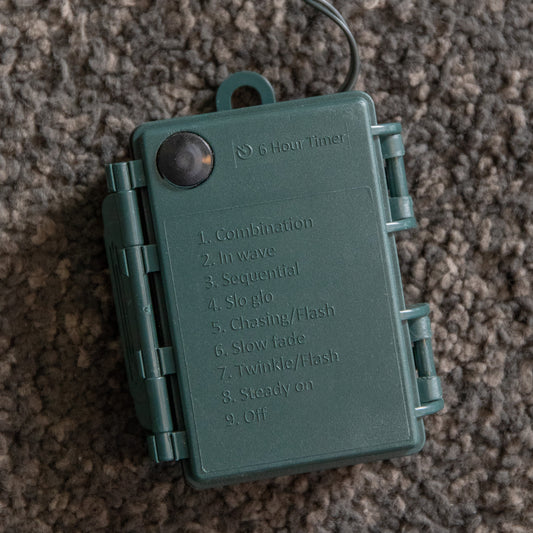 6 Hour Timer
1. Combination
2. In wave
3. Sequential
4. Slo glo
5. Chasing/Flash
6. Slow fade
7. Twinkle/Flash
8. Steady on
9. Off